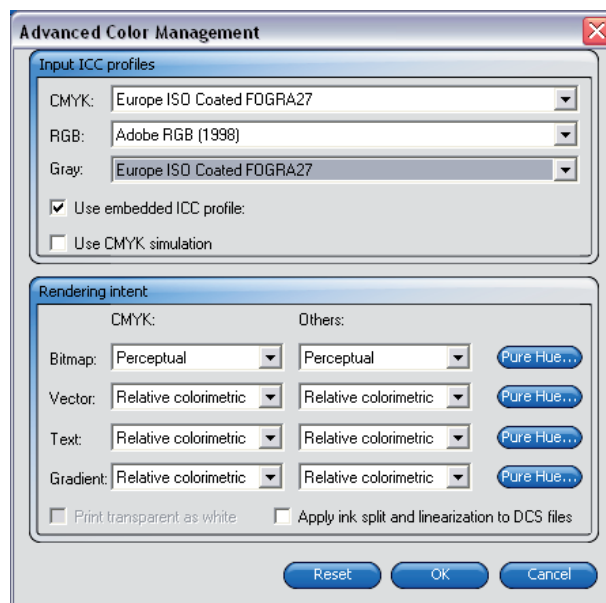 Advanced Color Management
Input ICC profiles
CMYK: Europe ISO Coated FOGRA27
RGB: Adobe RGB (1998)
Gray: Europe ISO Coated FOGRA27
Use embedded ICC profile:
Use CMYK simulation
Rendering intent
CMYK: Others:
Bitmap: Perceptual Perceptual Pure Hue...
Vector: Relative colorimetric Relative colorimetric Pure Hue...
Text: Relative colorimetric Relative colorimetric Pure Hue...
Gradient: Relative colorimetric Relative colorimetric Pure Hue...
Print transparent as white Apply ink split and linearization to DCS files
Reset OK Cancel